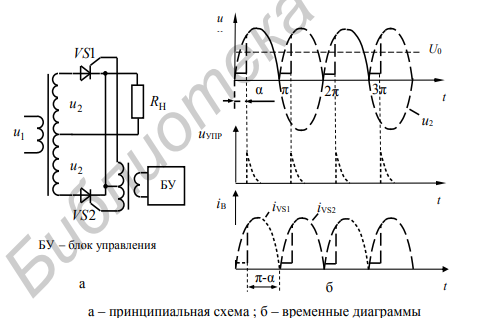 VS1
u₂
RН
u₁
u₂
VS2
БУ
БУ – блок управления
а
u
U₀
α
π
2π
3π
t
u₂
uУПР
t
iВ
iVS1
iVS2
π-α
t
б
а – принципиальная схема ; б – временные диаграммы
Библиотека